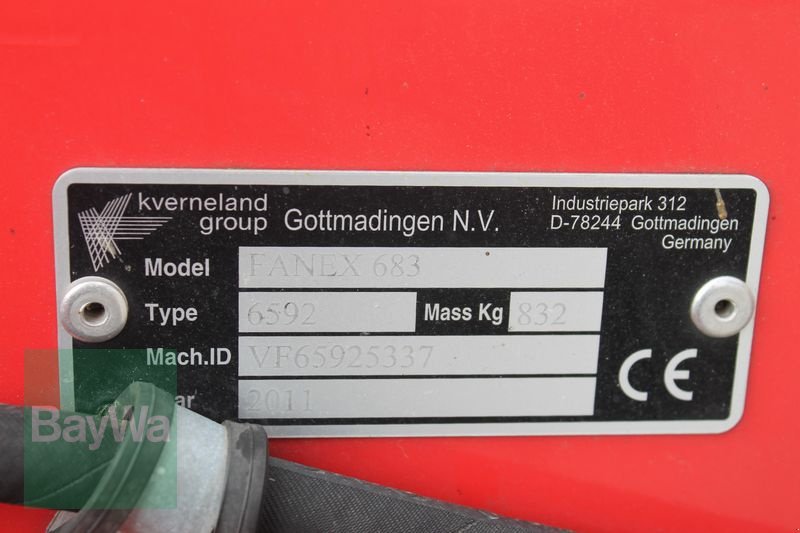 kverneland
group Gottmadingen N.V.
Industriepark 312
D-78244 Gottmadingen
Germany
Model FANEX 683
Type 6592 Mass Kg 832
Mach.ID VF65925337
ar 2011
CE
BayWa